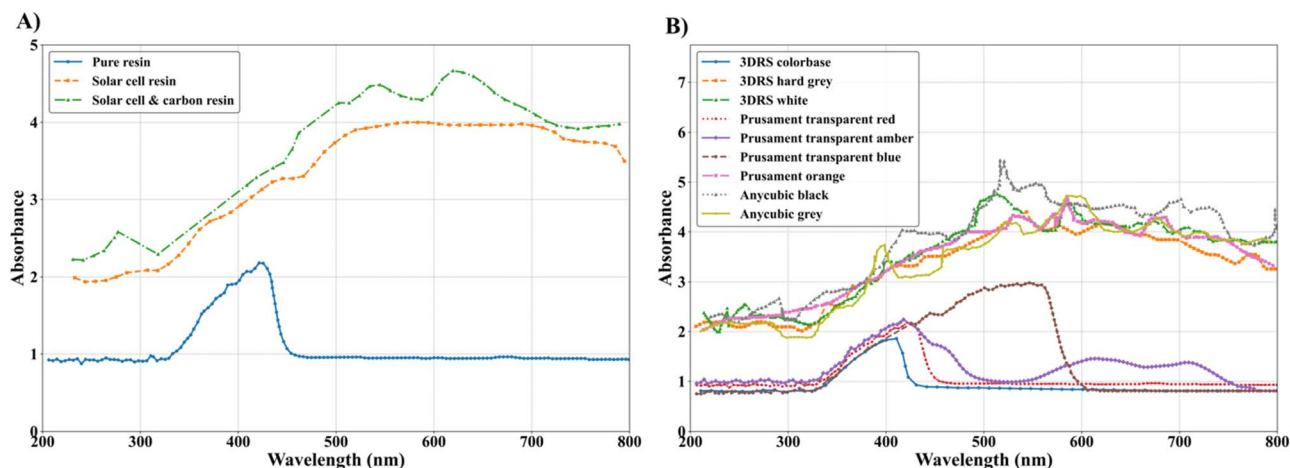 A)
5
4
3
2
1
0
Absorbance
Pure resin
Solar cell resin
Solar cell & carbon resin
200 300 400 500 600 700 800
Wavelength (nm)
B)
7
6
5
4
3
2
1
0
Absorbance
3DRS colorbase
3DRS hard grey
3DRS white
Prusament transparent red
Prusament transparent amber
Prusament transparent blue
Prusament orange
Anycubic black
Anycubic grey
200 300 400 500 600 700 800
Wavelength (nm)